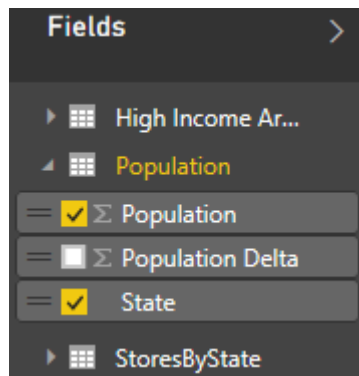 Fields
High Income Ar...
Population
Σ Population
Σ Population Delta
State
StoresByState